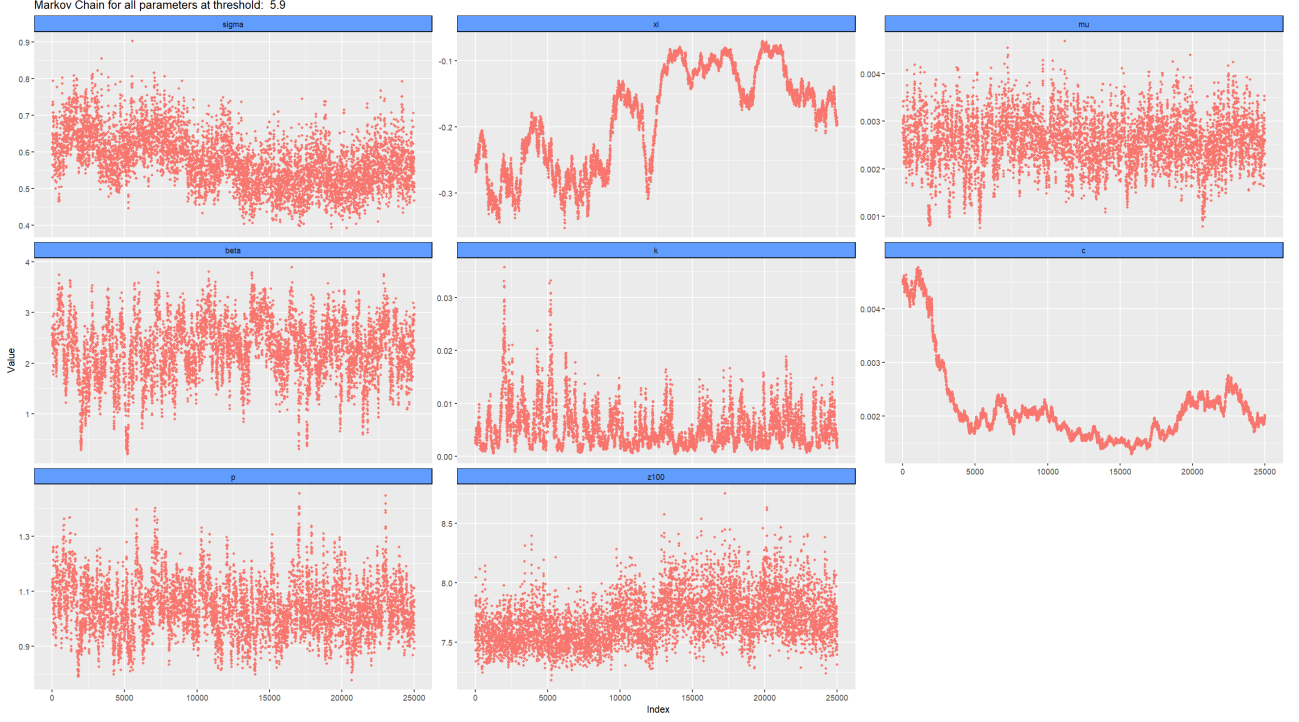 Markov Chain for all parameters at threshold: 5.9
sigma
xi
mu
0.9
0.8
0.7
0.6
0.5
0.4
-0.1
-0.2
-0.3
0.004
0.003
0.002
0.001
beta
k
c
4
3
2
1
0.03
0.02
0.01
0.00
0.004
0.003
0.002
0 5000 10000 15000 20000 25000
p
z100
1.3
1.1
0.9
8.5
8.0
7.5
0 5000 10000 15000 20000 25000
0 5000 10000 15000 20000 25000
Value
Index